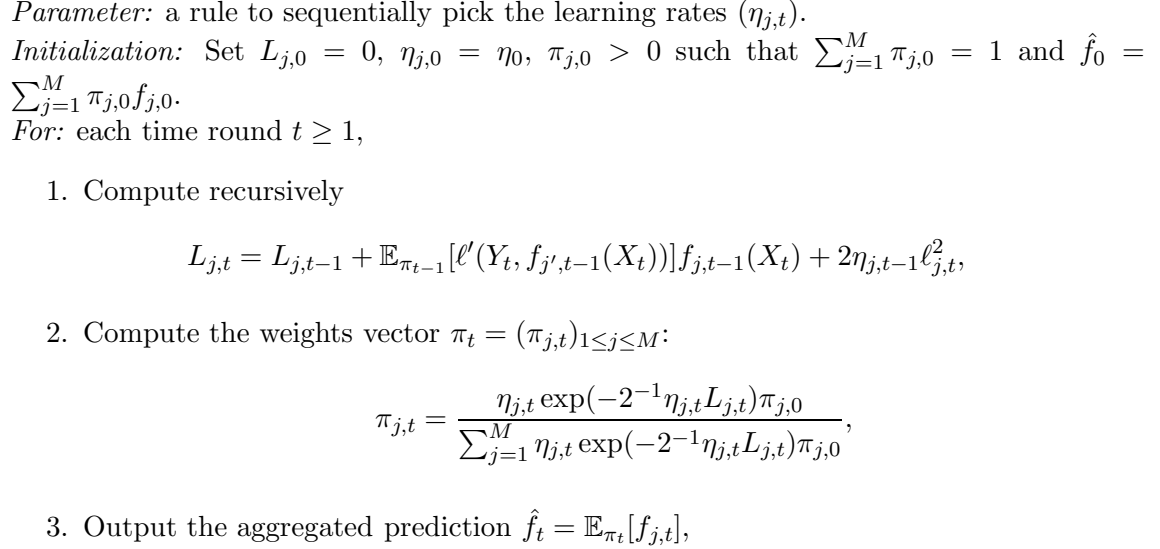 Parameter: a rule to sequentially pick the learning rates (η_{j,t}).
Initialization: Set L_{j,0} = 0, η_{j,0} = η_0, π_{j,0} > 0 such that ∑_{j=1}^{M} π_{j,0} = 1 and f̂_0 =
∑_{j=1}^{M} π_{j,0} f_{j,0}.
For: each time round t ≥ 1,
1. Compute recursively
L_{j,t} = L_{j,t−1} + 𝔼_{π_{t−1}}[ℓ′(Y_t, f_{j′,t−1}(X_t))]f_{j,t−1}(X_t) + 2η_{j,t−1}ℓ_{j,t}^2,
2. Compute the weights vector π_t = (π_{j,t})_{1≤j≤M}:
π_{j,t} = \frac{η_{j,t} exp(−2^{−1}η_{j,t}L_{j,t})π_{j,0}}{∑_{j=1}^{M} η_{j,t} exp(−2^{−1}η_{j,t}L_{j,t})π_{j,0}},
3. Output the aggregated prediction f̂_t = 𝔼_{π_t}[f_{j,t}],